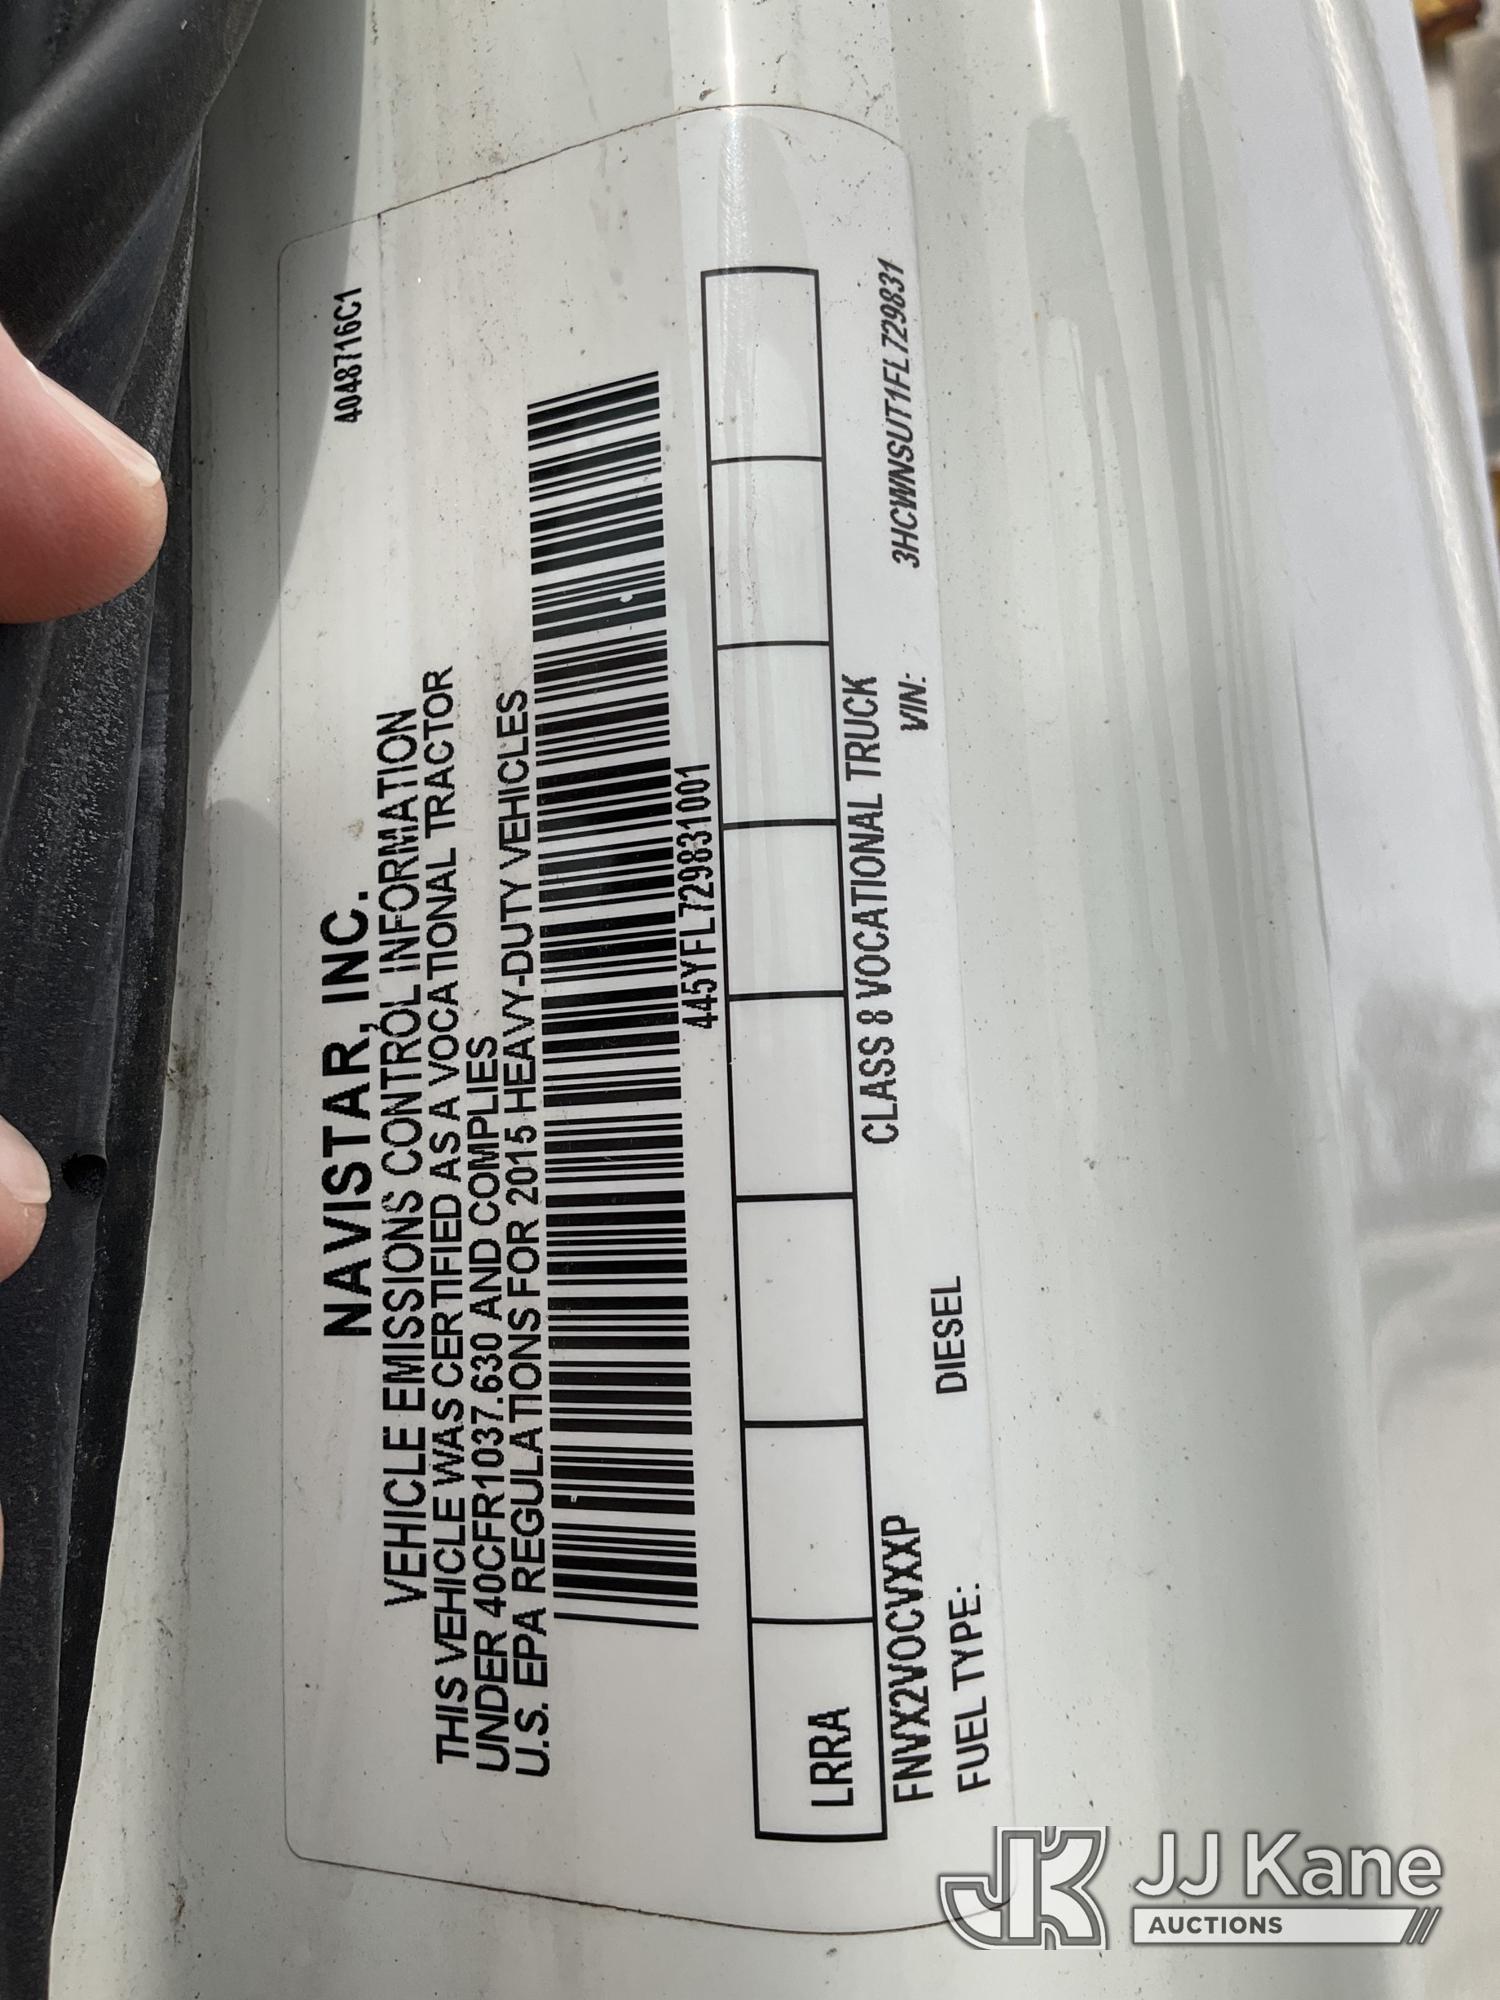 4048716C1
NAVISTAR, INC.
VEHICLE EMISSIONS CONTROL INFORMATION
THIS VEHICLE WAS CERTIFIED AS A VOCATIONAL TRACTOR
UNDER 40CFR1037.630 AND COMPLIES
U.S. EPA REGULATIONS FOR 2015 HEAVY-DUTY VEHICLES
445YFL729831001
LRRA
CLASS 8 VOCATIONAL TRUCK
FNVX2VOCVXXP
VIN: 3HCWNSUT1FL729831
FUEL TYPE: DIESEL
JK JJ Kane
AUCTIONS